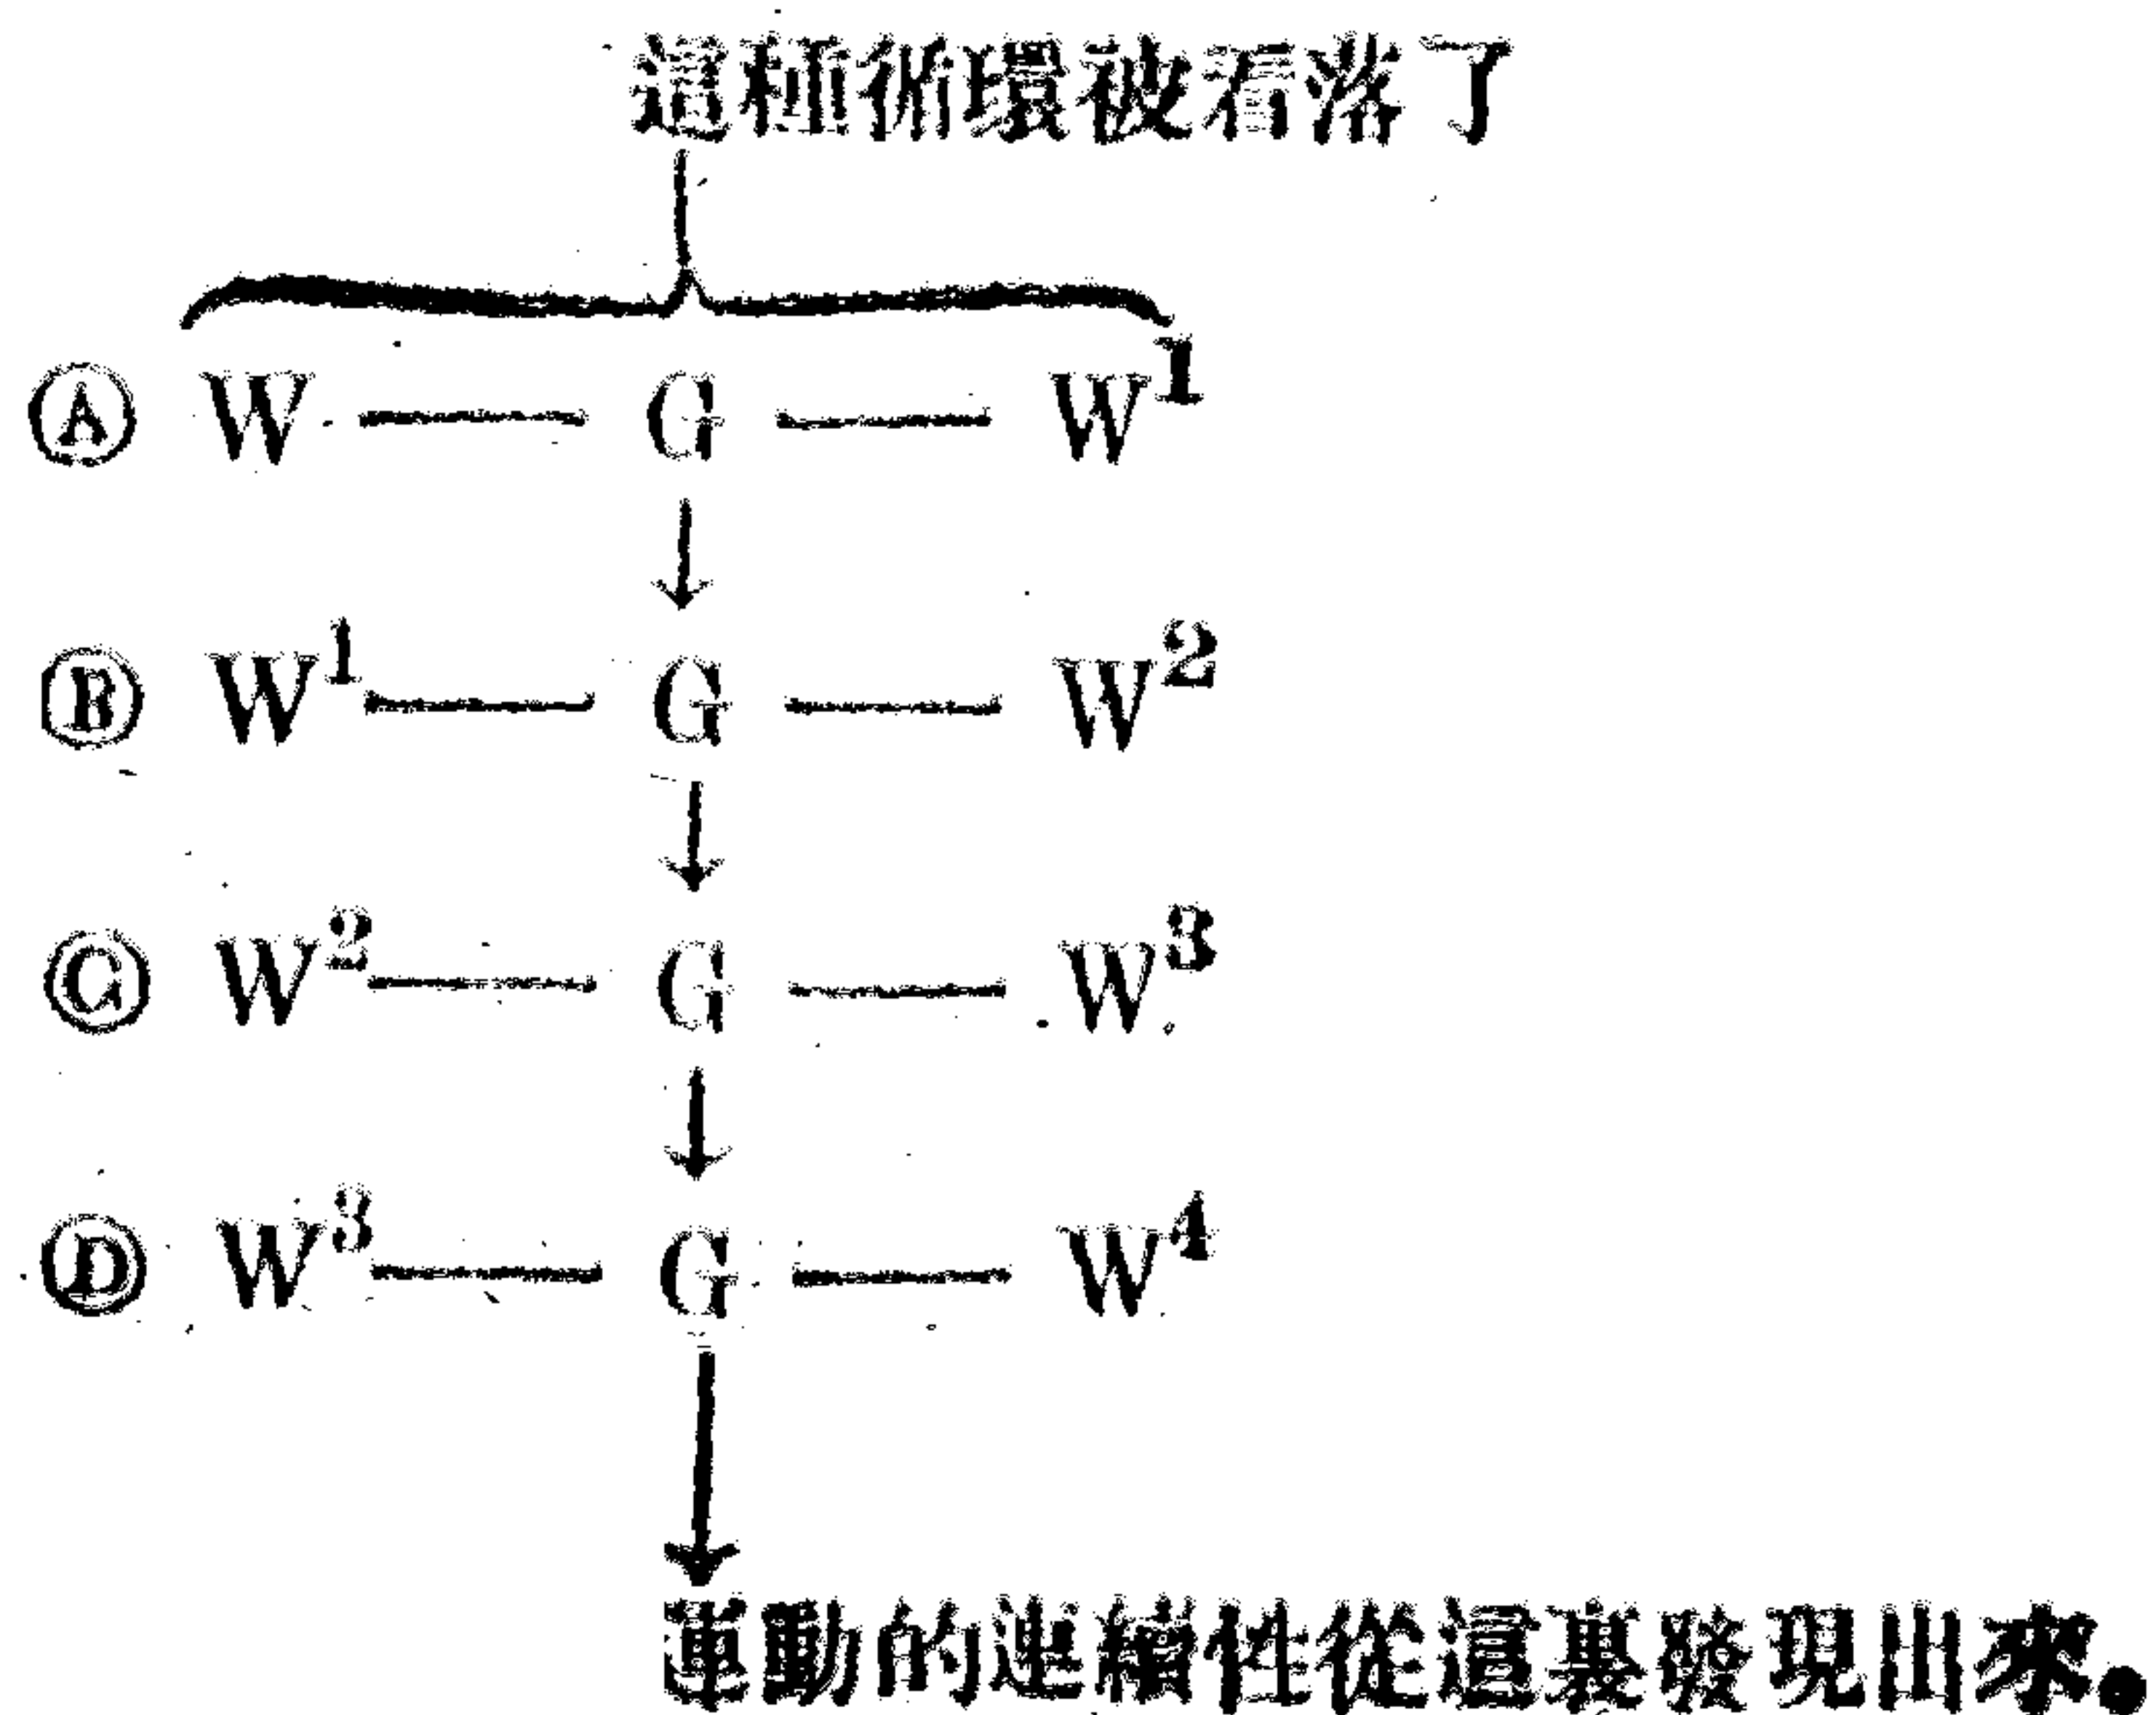 這種循環被看落了
Ⓐ W — G — W¹
↓
Ⓑ W¹ — G — W²
↓
Ⓒ W² — G — W³
↓
Ⓓ W³ — G — W⁴
↓
運動的連續性從這裏發現出來。